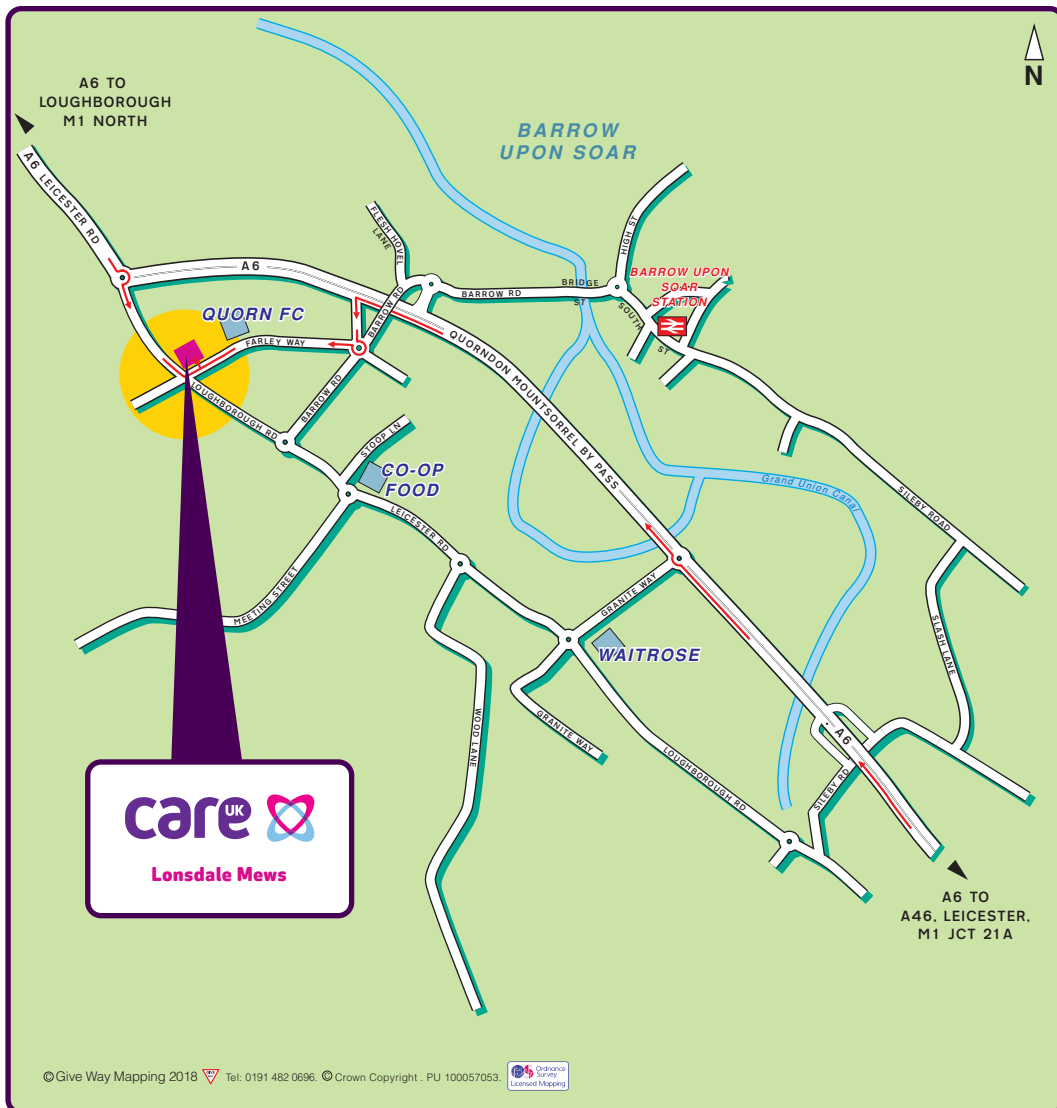 N
A6 TO
LOUGHBOROUGH
M1 NORTH
BARROW
UPON SOAR
A6 LEICESTER RD
A6
FLESH HOVEL
LANE
HIGH ST
BARROW UPON
SOAR
STATION
BRIDGE
ST
BARROW RD
BARROW RD
SOUTH
ST
QUORN FC
FARLEY WAY
QUORNDON MOUNTSORREL BY PASS
LOUGHBOROUGH RD
BARROW RD
STOOP LN
CO-OP
FOOD
LEICESTER RD
Grand Union Canal
SILEBY ROAD
MEETING STREET
GRANITE WAY
SLASH LANE
WAITROSE
WOOD LANE
GRANITE WAY
LOUGHBOROUGH RD
A6
SILEBY RD
care UK
Lonsdale Mews
A6 TO
A46, LEICESTER,
M1 JCT 21A
© Give Way Mapping 2018 GIVE WAY Tel: 0191 482 0696. © Crown Copyright . PU 100057053.
Ordnance
Survey
Licensed Mapping